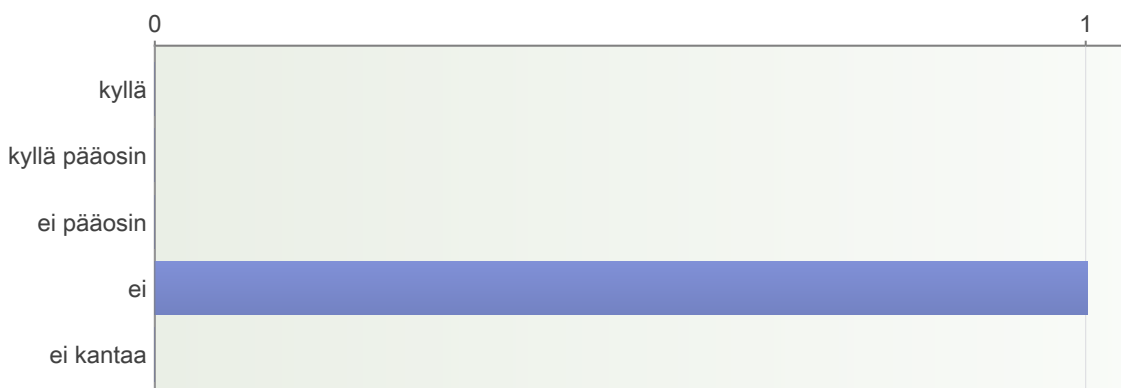 0 1
kyllä
kyllä pääosin
ei pääosin
ei
ei kantaa